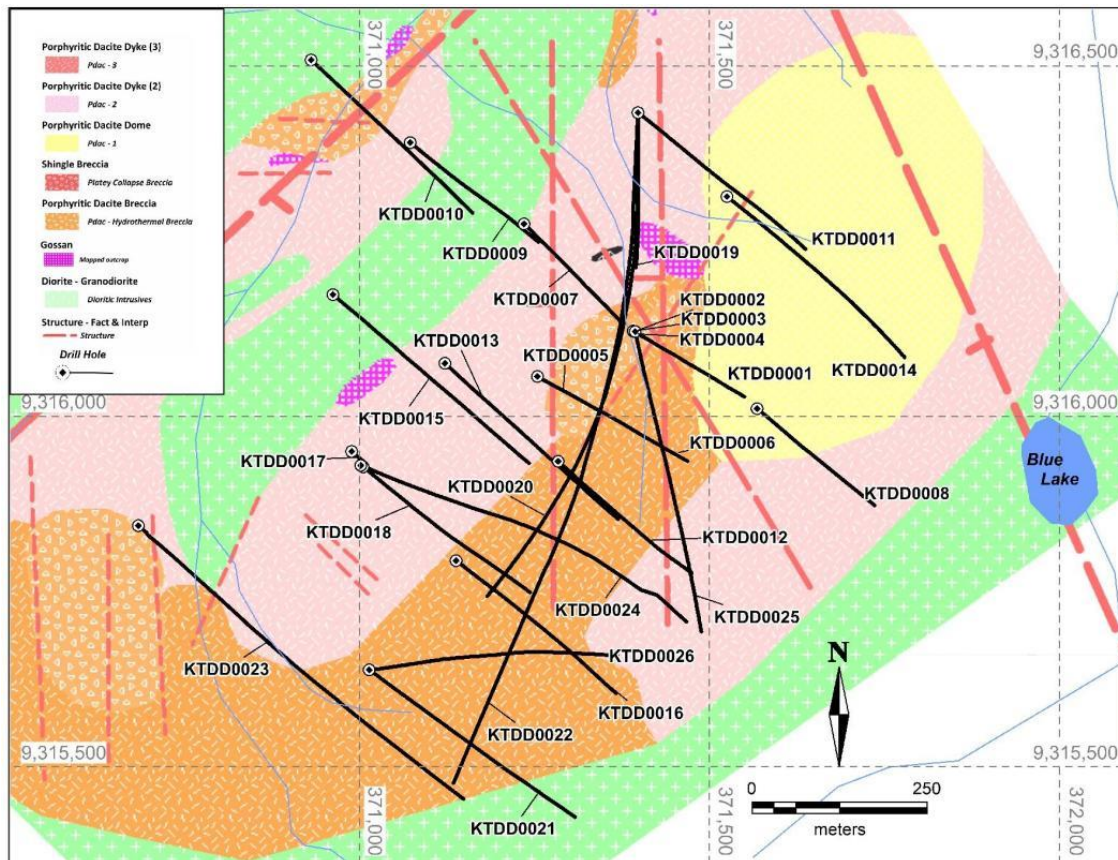 Porphyritic Dacite Dyke (3)
Pdac - 3
Porphyritic Dacite Dyke (2)
Pdac - 2
Porphyritic Dacite Dome
Pdac - 1
Shingle Breccia
Platey Collapse Breccia
Porphyritic Dacite Breccia
Pdac - Hydrothermal Breccia
Gossan
Mapped outcrop
Diorite - Granodiorite
Dioritic Intrusives
Structure - Fact & Interp
Structure
Drill Hole
371,000
371,500
372,000
9,316,500
KTDD0010
KTDD0009
KTDD0011
KTDD0019
KTDD0007
KTDD0002
KTDD0003
KTDD0004
KTDD0013
KTDD0005
KTDD0001
KTDD0014
9,316,000
9,316,000
KTDD0015
KTDD0006
KTDD0017
Blue
Lake
KTDD0020
KTDD0008
KTDD0018
KTDD0012
KTDD0024
KTDD0025
KTDD0023
KTDD0026
N
KTDD0016
KTDD0022
9,315,500
9,315,500
0
250
meters
KTDD0021
371,000
371,500
372,000